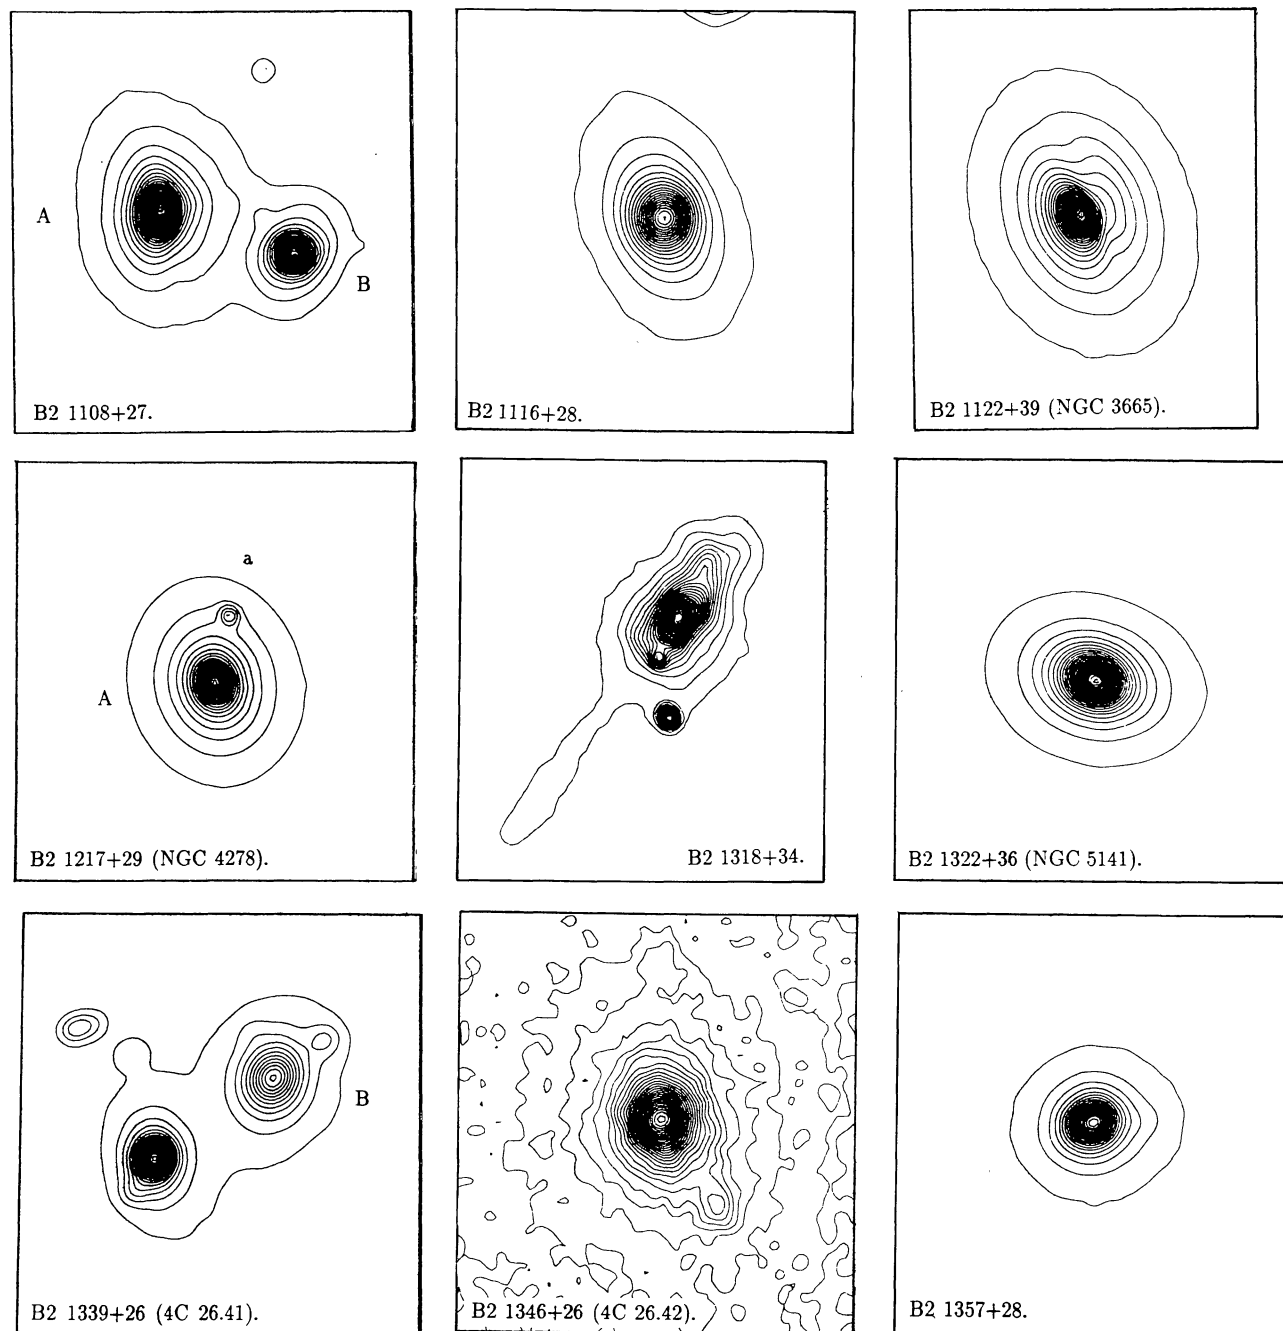 A
B
B2 1108+27.
B2 1116+28.
B2 1122+39 (NGC 3665).
a
A
B2 1217+29 (NGC 4278).
B2 1318+34.
B2 1322+36 (NGC 5141).
B
B2 1339+26 (4C 26.41).
B2 1346+26 (4C 26.42).
B2 1357+28.